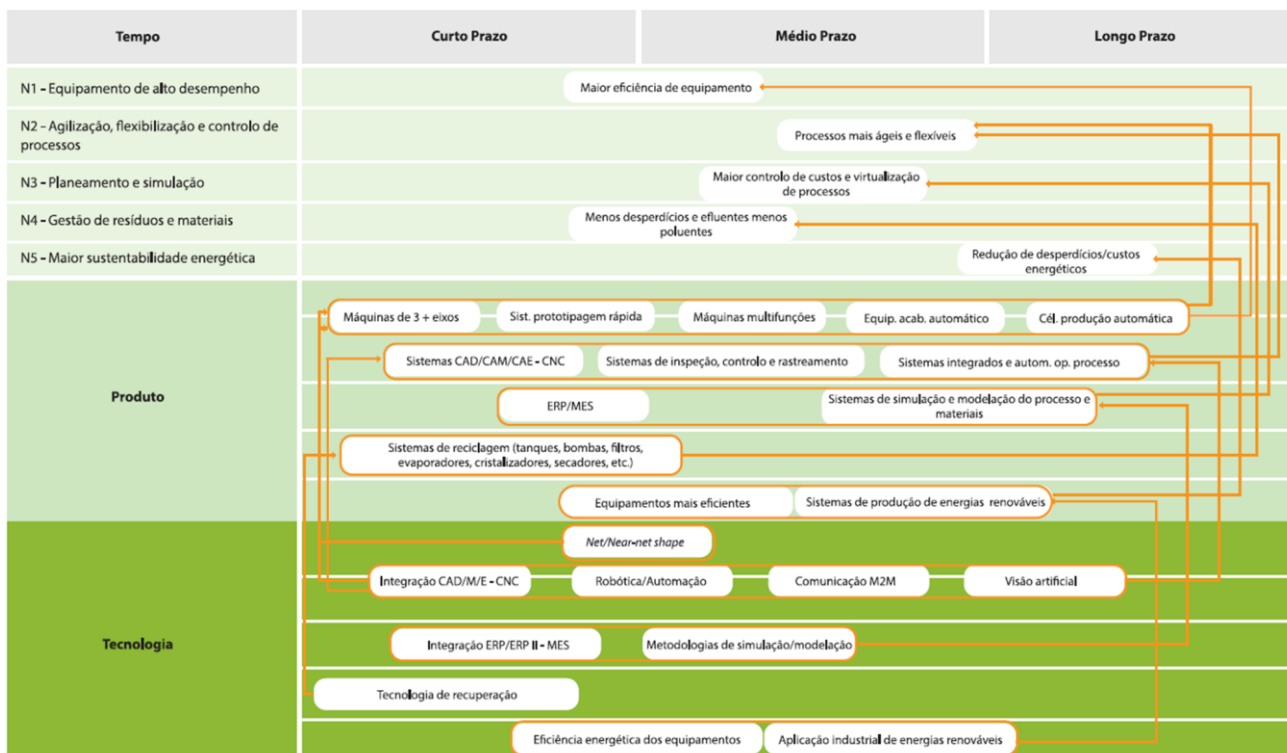 Tempo
Curto Prazo
Médio Prazo
Longo Prazo
N1 - Equipamento de alto desempenho
Maior eficiência de equipamento
N2 - Agilização, flexibilização e controlo de
processos
Processos mais ágeis e flexíveis
N3 - Planeamento e simulação
Maior controlo de custos e virtualização
de processos
N4 - Gestão de resíduos e materiais
Menos desperdícios e efluentes menos
poluentes
N5 - Maior sustentabilidade energética
Redução de desperdícios/custos
energéticos
Produto
Máquinas de 3 + eixos
Sist. prototipagem rápida
Máquinas multifunções
Equip. acab. automático
Cél. produção automática
Sistemas CAD/CAM/CAE - CNC
Sistemas de inspeção, controlo e rastreamento
Sistemas integrados e autom. op. processo
ERP/MES
Sistemas de simulação e modelação do processo e
materiais
Sistemas de reciclagem (tanques, bombas, filtros,
evaporadores, cristalizadores, secadores, etc.)
Equipamentos mais eficientes
Sistemas de produção de energias renováveis
Tecnologia
Net/Near-net shape
Integração CAD/M/E - CNC
Robótica/Automação
Comunicação M2M
Visão artificial
Integração ERP/ERP II - MES
Metodologias de simulação/modelação
Tecnologia de recuperação
Eficiência energética dos equipamentos
Aplicação industrial de energias renováveis